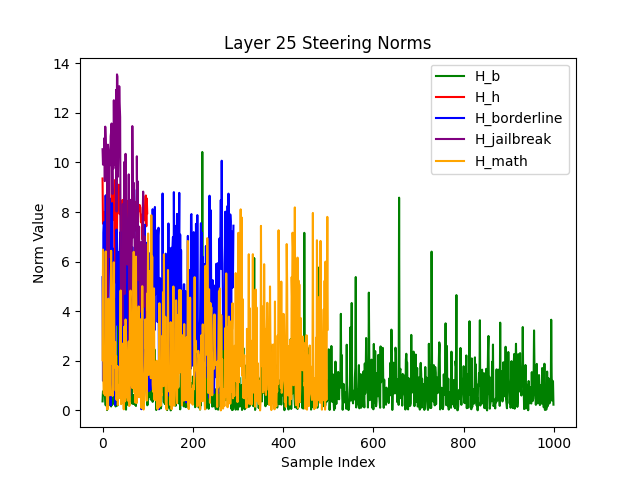 Layer 25 Steering Norms
H_b
H_h
H_borderline
H_jailbreak
H_math
Norm Value
14
12
10
8
6
4
2
0
0 200 400 600 800 1000
Sample Index